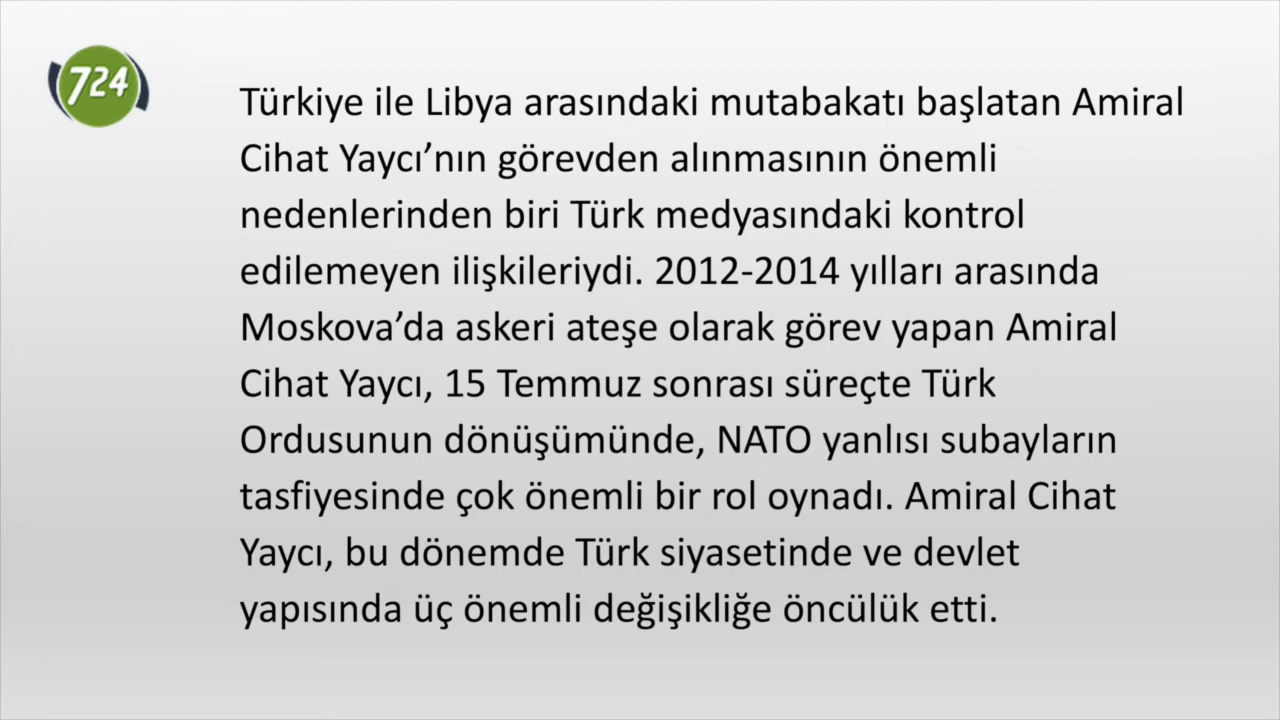 724
Türkiye ile Libya arasındaki mutabakatı başlatan Amiral
Cihat Yaycı’nın görevden alınmasının önemli
nedenlerinden biri Türk medyasındaki kontrol
edilemeyen ilişkileriydi. 2012-2014 yılları arasında
Moskova’da askeri ateşe olarak görev yapan Amiral
Cihat Yaycı, 15 Temmuz sonrası süreçte Türk
Ordusunun dönüşümünde, NATO yanlısı subayların
tasfiyesinde çok önemli bir rol oynadı. Amiral Cihat
Yaycı, bu dönemde Türk siyasetinde ve devlet
yapısında üç önemli değişikliğe öncülük etti.